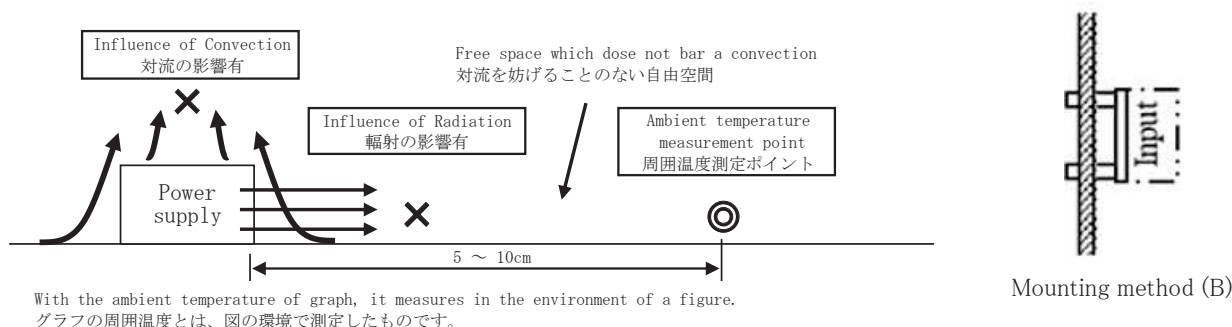 Influence of Convection
対流の影響有
Free space which dose not bar a convection
対流を妨げることのない自由空間
Influence of Radiation
輻射の影響有
Ambient temperature
measurement point
周囲温度測定ポイント
Power
supply
5 ～ 10cm
With the ambient temperature of graph, it measures in the environment of a figure.
グラフの周囲温度とは、図の環境で測定したものです。
Input
Mounting method (B)